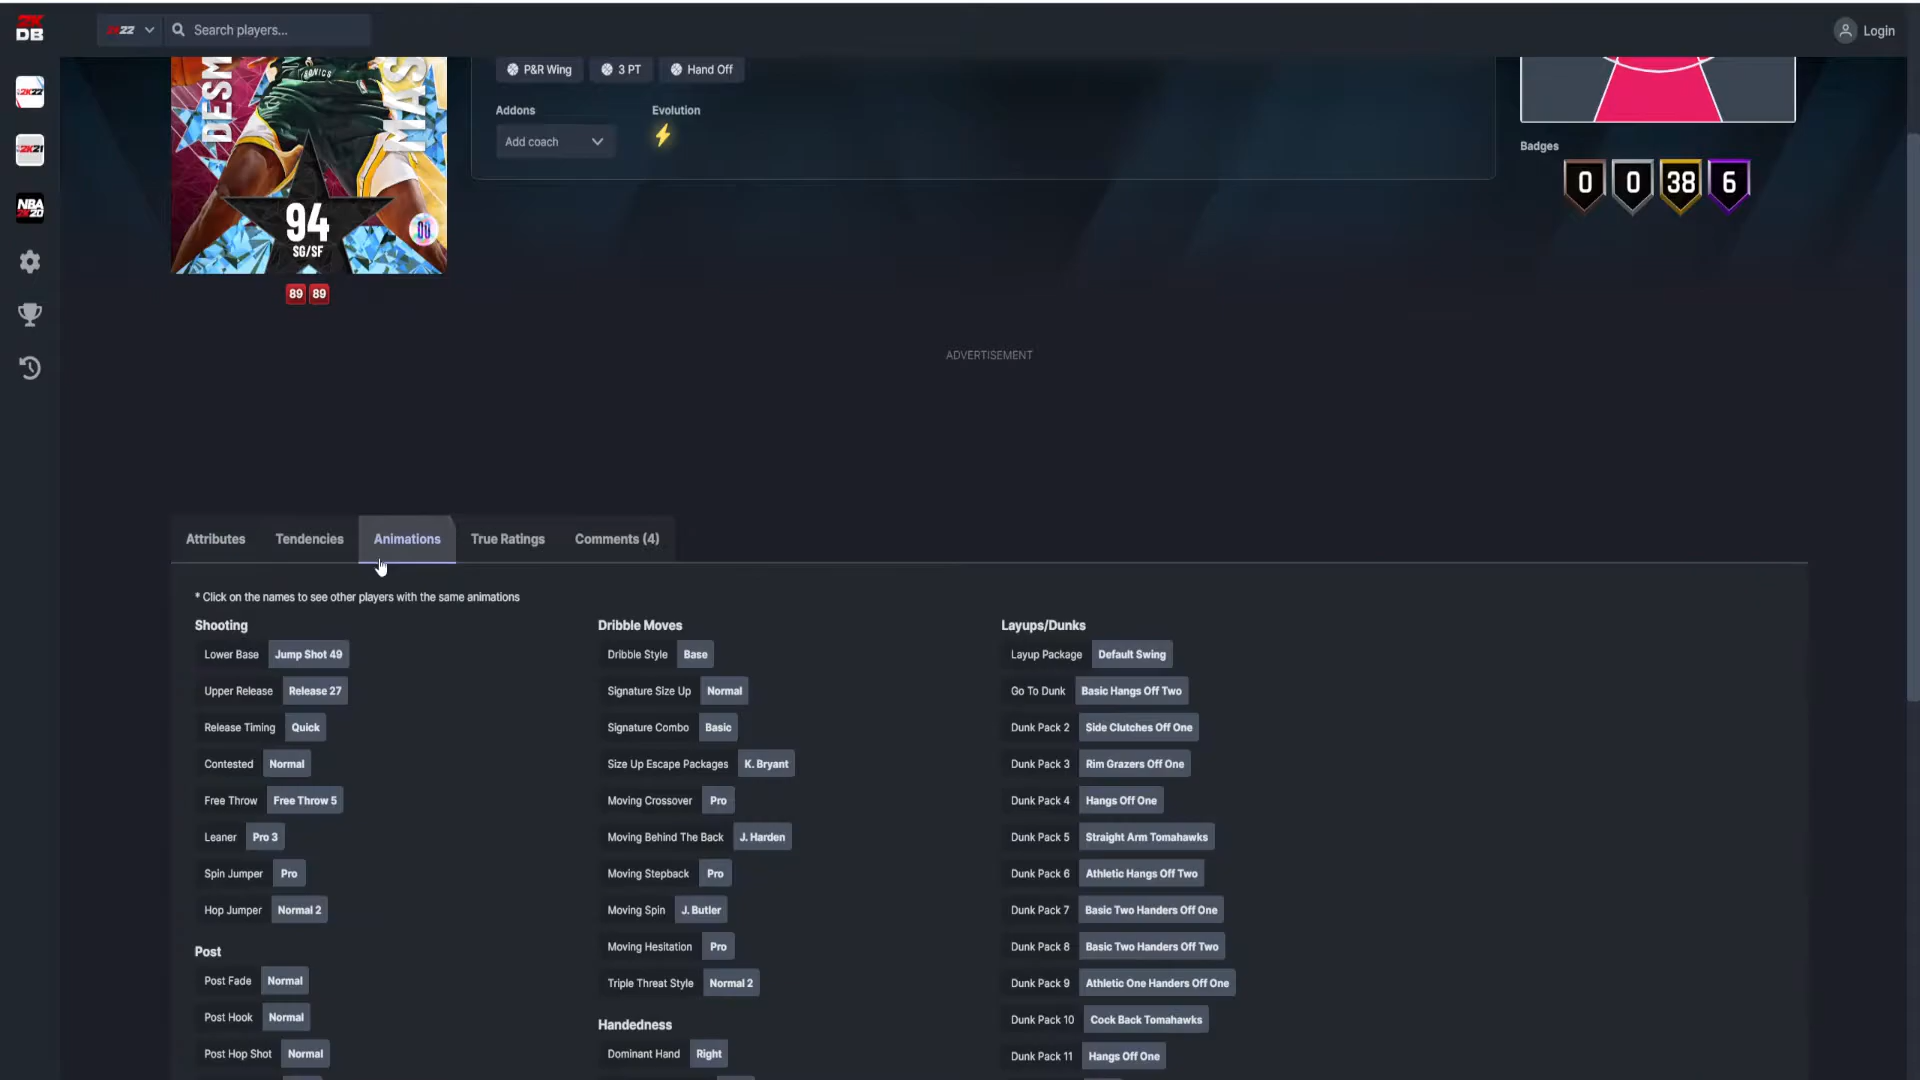 2K DB
2K22
Search players...
Login
2K22
2K21
NBA 2K20
DESM
MAS
SONICS
94
SG/SF
89 89
P&R Wing 3 PT Hand Off
Addons Evolution
Add coach
Badges
0 0 38 6
ADVERTISEMENT
Attributes Tendencies Animations True Ratings Comments (4)
* Click on the names to see other players with the same animations
Shooting
Lower Base Jump Shot 49
Upper Release Release 27
Release Timing Quick
Contested Normal
Free Throw Free Throw 5
Leaner Pro 3
Spin Jumper Pro
Hop Jumper Normal 2
Post
Post Fade Normal
Post Hook Normal
Post Hop Shot Normal
Dribble Moves
Dribble Style Base
Signature Size Up Normal
Signature Combo Basic
Size Up Escape Packages K. Bryant
Moving Crossover Pro
Moving Behind The Back J. Harden
Moving Stepback Pro
Moving Spin J. Butler
Moving Hesitation Pro
Triple Threat Style Normal 2
Handedness
Dominant Hand Right
Layups/Dunks
Layup Package Default Swing
Go To Dunk Basic Hangs Off Two
Dunk Pack 2 Side Clutches Off One
Dunk Pack 3 Rim Grazers Off One
Dunk Pack 4 Hangs Off One
Dunk Pack 5 Straight Arm Tomahawks
Dunk Pack 6 Athletic Hangs Off Two
Dunk Pack 7 Basic Two Handers Off One
Dunk Pack 8 Basic Two Handers Off Two
Dunk Pack 9 Athletic One Handers Off One
Dunk Pack 10 Cock Back Tomahawks
Dunk Pack 11 Hangs Off One